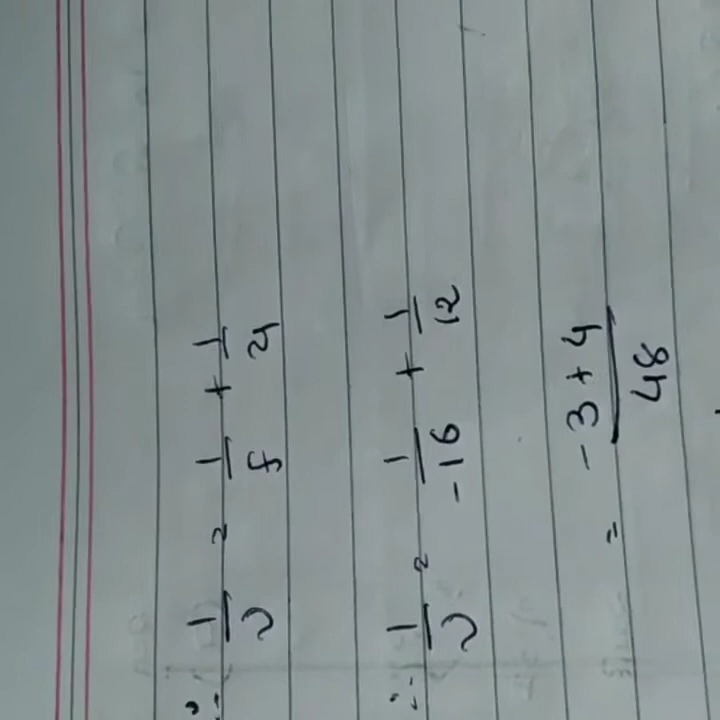 ∴ 1/v = 1/f + 1/u
∴ 1/v = 1/-16 + 1/12
= -3+4/48